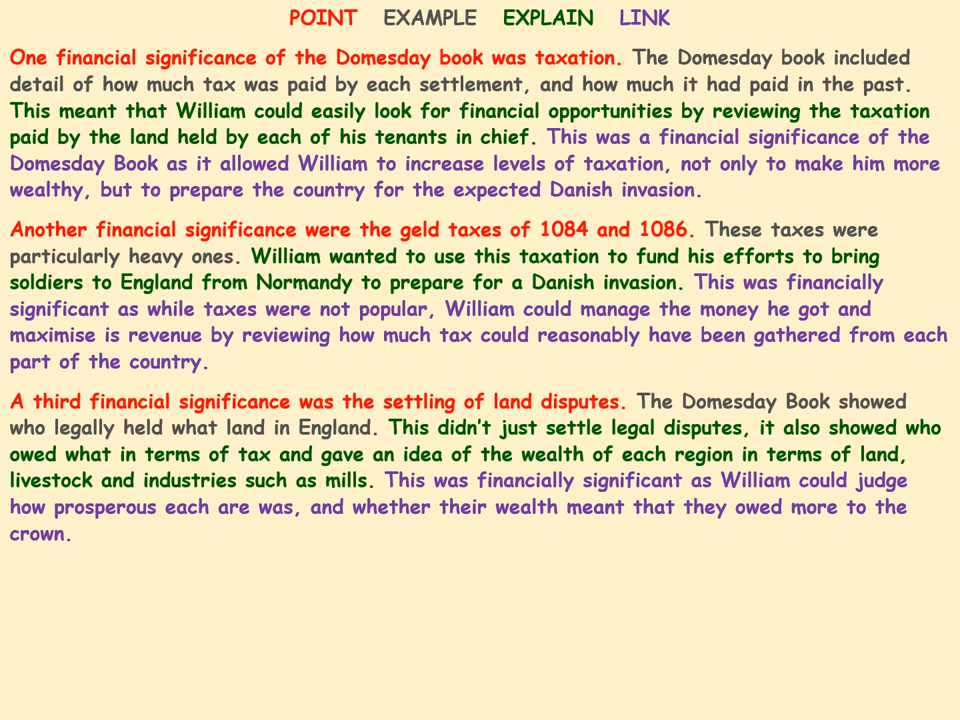 POINT EXAMPLE EXPLAIN LINK
One financial significance of the Domesday book was taxation. The Domesday book included
detail of how much tax was paid by each settlement, and how much it had paid in the past.
This meant that William could easily look for financial opportunities by reviewing the taxation
paid by the land held by each of his tenants in chief. This was a financial significance of the
Domesday Book as it allowed William to increase levels of taxation, not only to make him more
wealthy, but to prepare the country for the expected Danish invasion.
Another financial significance were the geld taxes of 1084 and 1086. These taxes were
particularly heavy ones. William wanted to use this taxation to fund his efforts to bring
soldiers to England from Normandy to prepare for a Danish invasion. This was financially
significant as while taxes were not popular, William could manage the money he got and
maximise is revenue by reviewing how much tax could reasonably have been gathered from each
part of the country.
A third financial significance was the settling of land disputes. The Domesday Book showed
who legally held what land in England. This didn't just settle legal disputes, it also showed who
owed what in terms of tax and gave an idea of the wealth of each region in terms of land,
livestock and industries such as mills. This was financially significant as William could judge
how prosperous each are was, and whether their wealth meant that they owed more to the
crown.